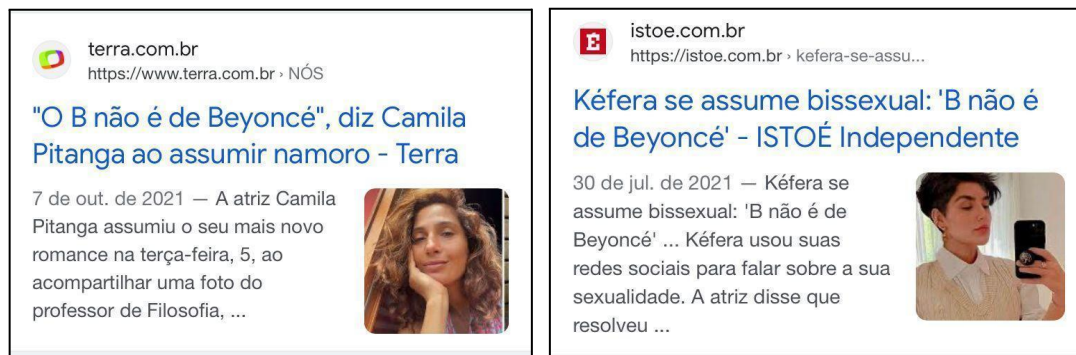 terra.com.br
https://www.terra.com.br › NÓS
"O B não é de Beyoncé", diz Camila
Pitanga ao assumir namoro - Terra
7 de out. de 2021 — A atriz Camila
Pitanga assumiu o seu mais novo
romance na terça-feira, 5, ao
acompartilhar uma foto do
professor de Filosofia, ...
É
istoe.com.br
https://istoe.com.br › kefera-se-assu...
Kéfera se assume bissexual: 'B não é
de Beyoncé' - ISTOÉ Independente
30 de jul. de 2021 — Kéfera se
assume bissexual: 'B não é de
Beyoncé' ... Kéfera usou suas
redes sociais para falar sobre a sua
sexualidade. A atriz disse que
resolveu ...